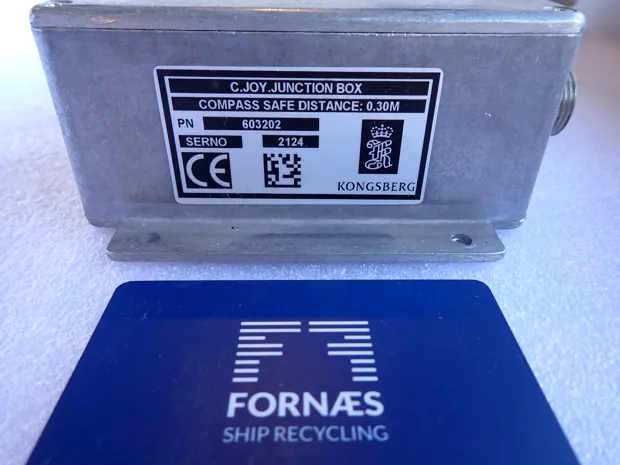 C.JOY.JUNCTION BOX
COMPASS SAFE DISTANCE: 0.30M
PN 603202
SERNO 2124
CE
KONGSBERG
FORNÆS
SHIP RECYCLING